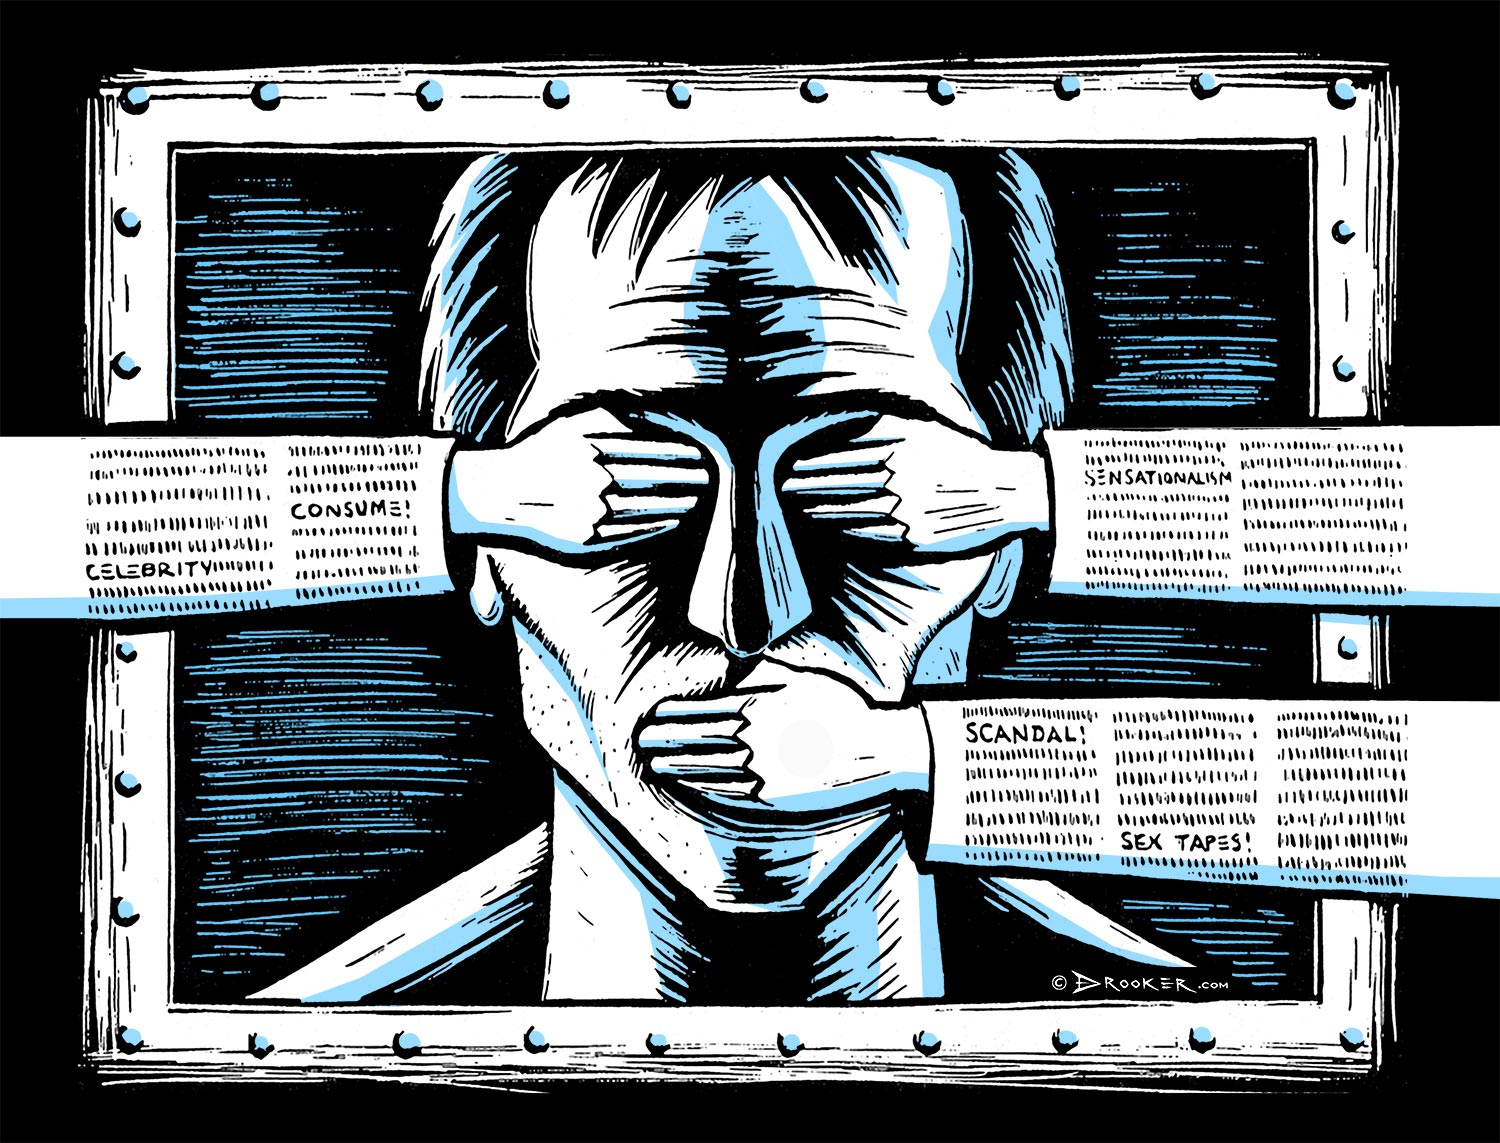 CONSUME!
CELEBRITY
SENSATIONALISM
SCANDAL!
SEX TAPES!
© DROOKER.COM